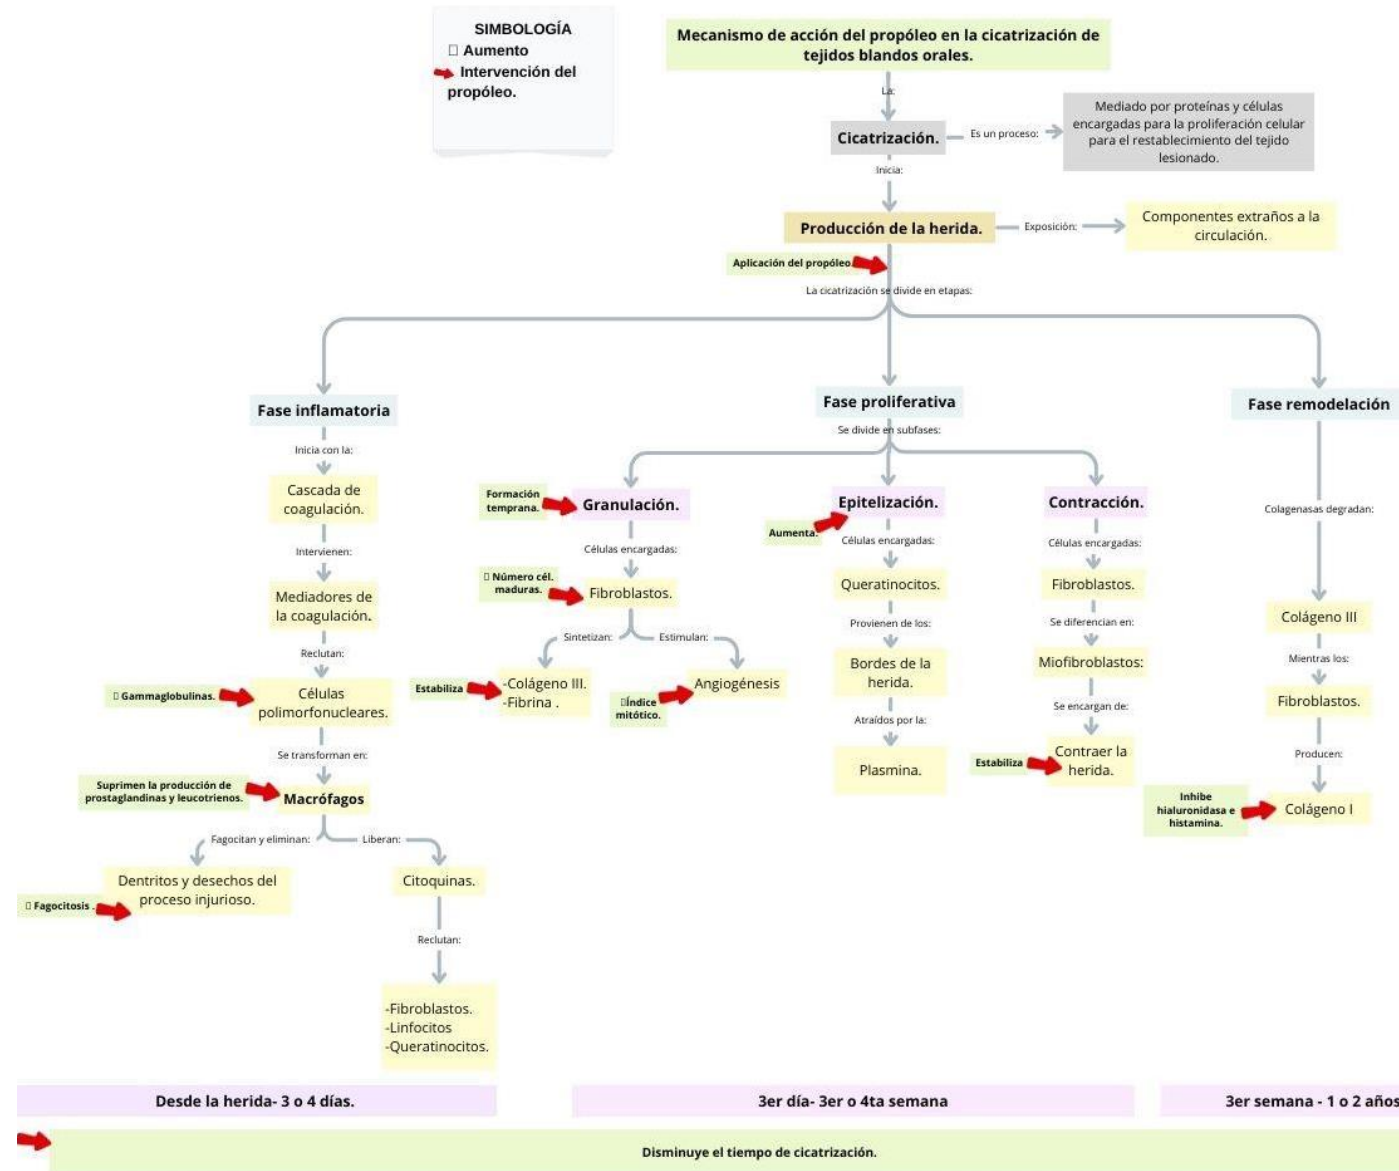 SIMBOLOGÍA
Aumento
Intervención del
propóleo.
Mecanismo de acción del propóleo en la cicatrización de
tejidos blandos orales.
La:
Cicatrización.
Es un proceso:
Mediado por proteínas y células
encargadas para la proliferación celular
para el restablecimiento del tejido
lesionado.
Inicia:
Producción de la herida.
Exposición:
Componentes extraños a la
circulación.
Aplicación del propóleo.
La cicatrización se divide en etapas:
Fase inflamatoria
Inicia con la:
Cascada de
coagulación.
Intervienen:
Mediadores de
la coagulación.
Reclutan:
Gammaglobulinas.
Células
polimorfonucleares.
Se transforman en:
Suprimen la producción de
prostaglandinas y leucotrienos.
Macrófagos
Fagocitan y eliminan:
Liberan:
Dentritos y desechos del
proceso injurioso.
Fagocitosis .
Citoquinas.
Reclutan:
-Fibroblastos.
-Linfocitos
-Queratinocitos.
Fase proliferativa
Se divide en subfases:
Formación
temprana.
Granulación.
Células encargadas:
Número cél.
maduras.
Fibroblastos.
Sintetizan:
Estimulan:
Estabiliza
-Colágeno III.
-Fibrina .
Índice
mitótico.
Angiogénesis
Epitelización.
Aumenta.
Células encargadas:
Queratinocitos.
Provienen de los:
Bordes de la
herida.
Atraídos por la:
Plasmina.
Contracción.
Células encargadas:
Fibroblastos.
Se diferencian en:
Miofibroblastos:
Se encargan de:
Estabiliza
Contraer la
herida.
Fase remodelación
Colagenasas degradan:
Colágeno III
Mientras los:
Fibroblastos.
Producen:
Inhibe
hialuronidasa e
histamina.
Colágeno I
Desde la herida- 3 o 4 días.
3er día- 3er o 4ta semana
3er semana - 1 o 2 años
Disminuye el tiempo de cicatrización.